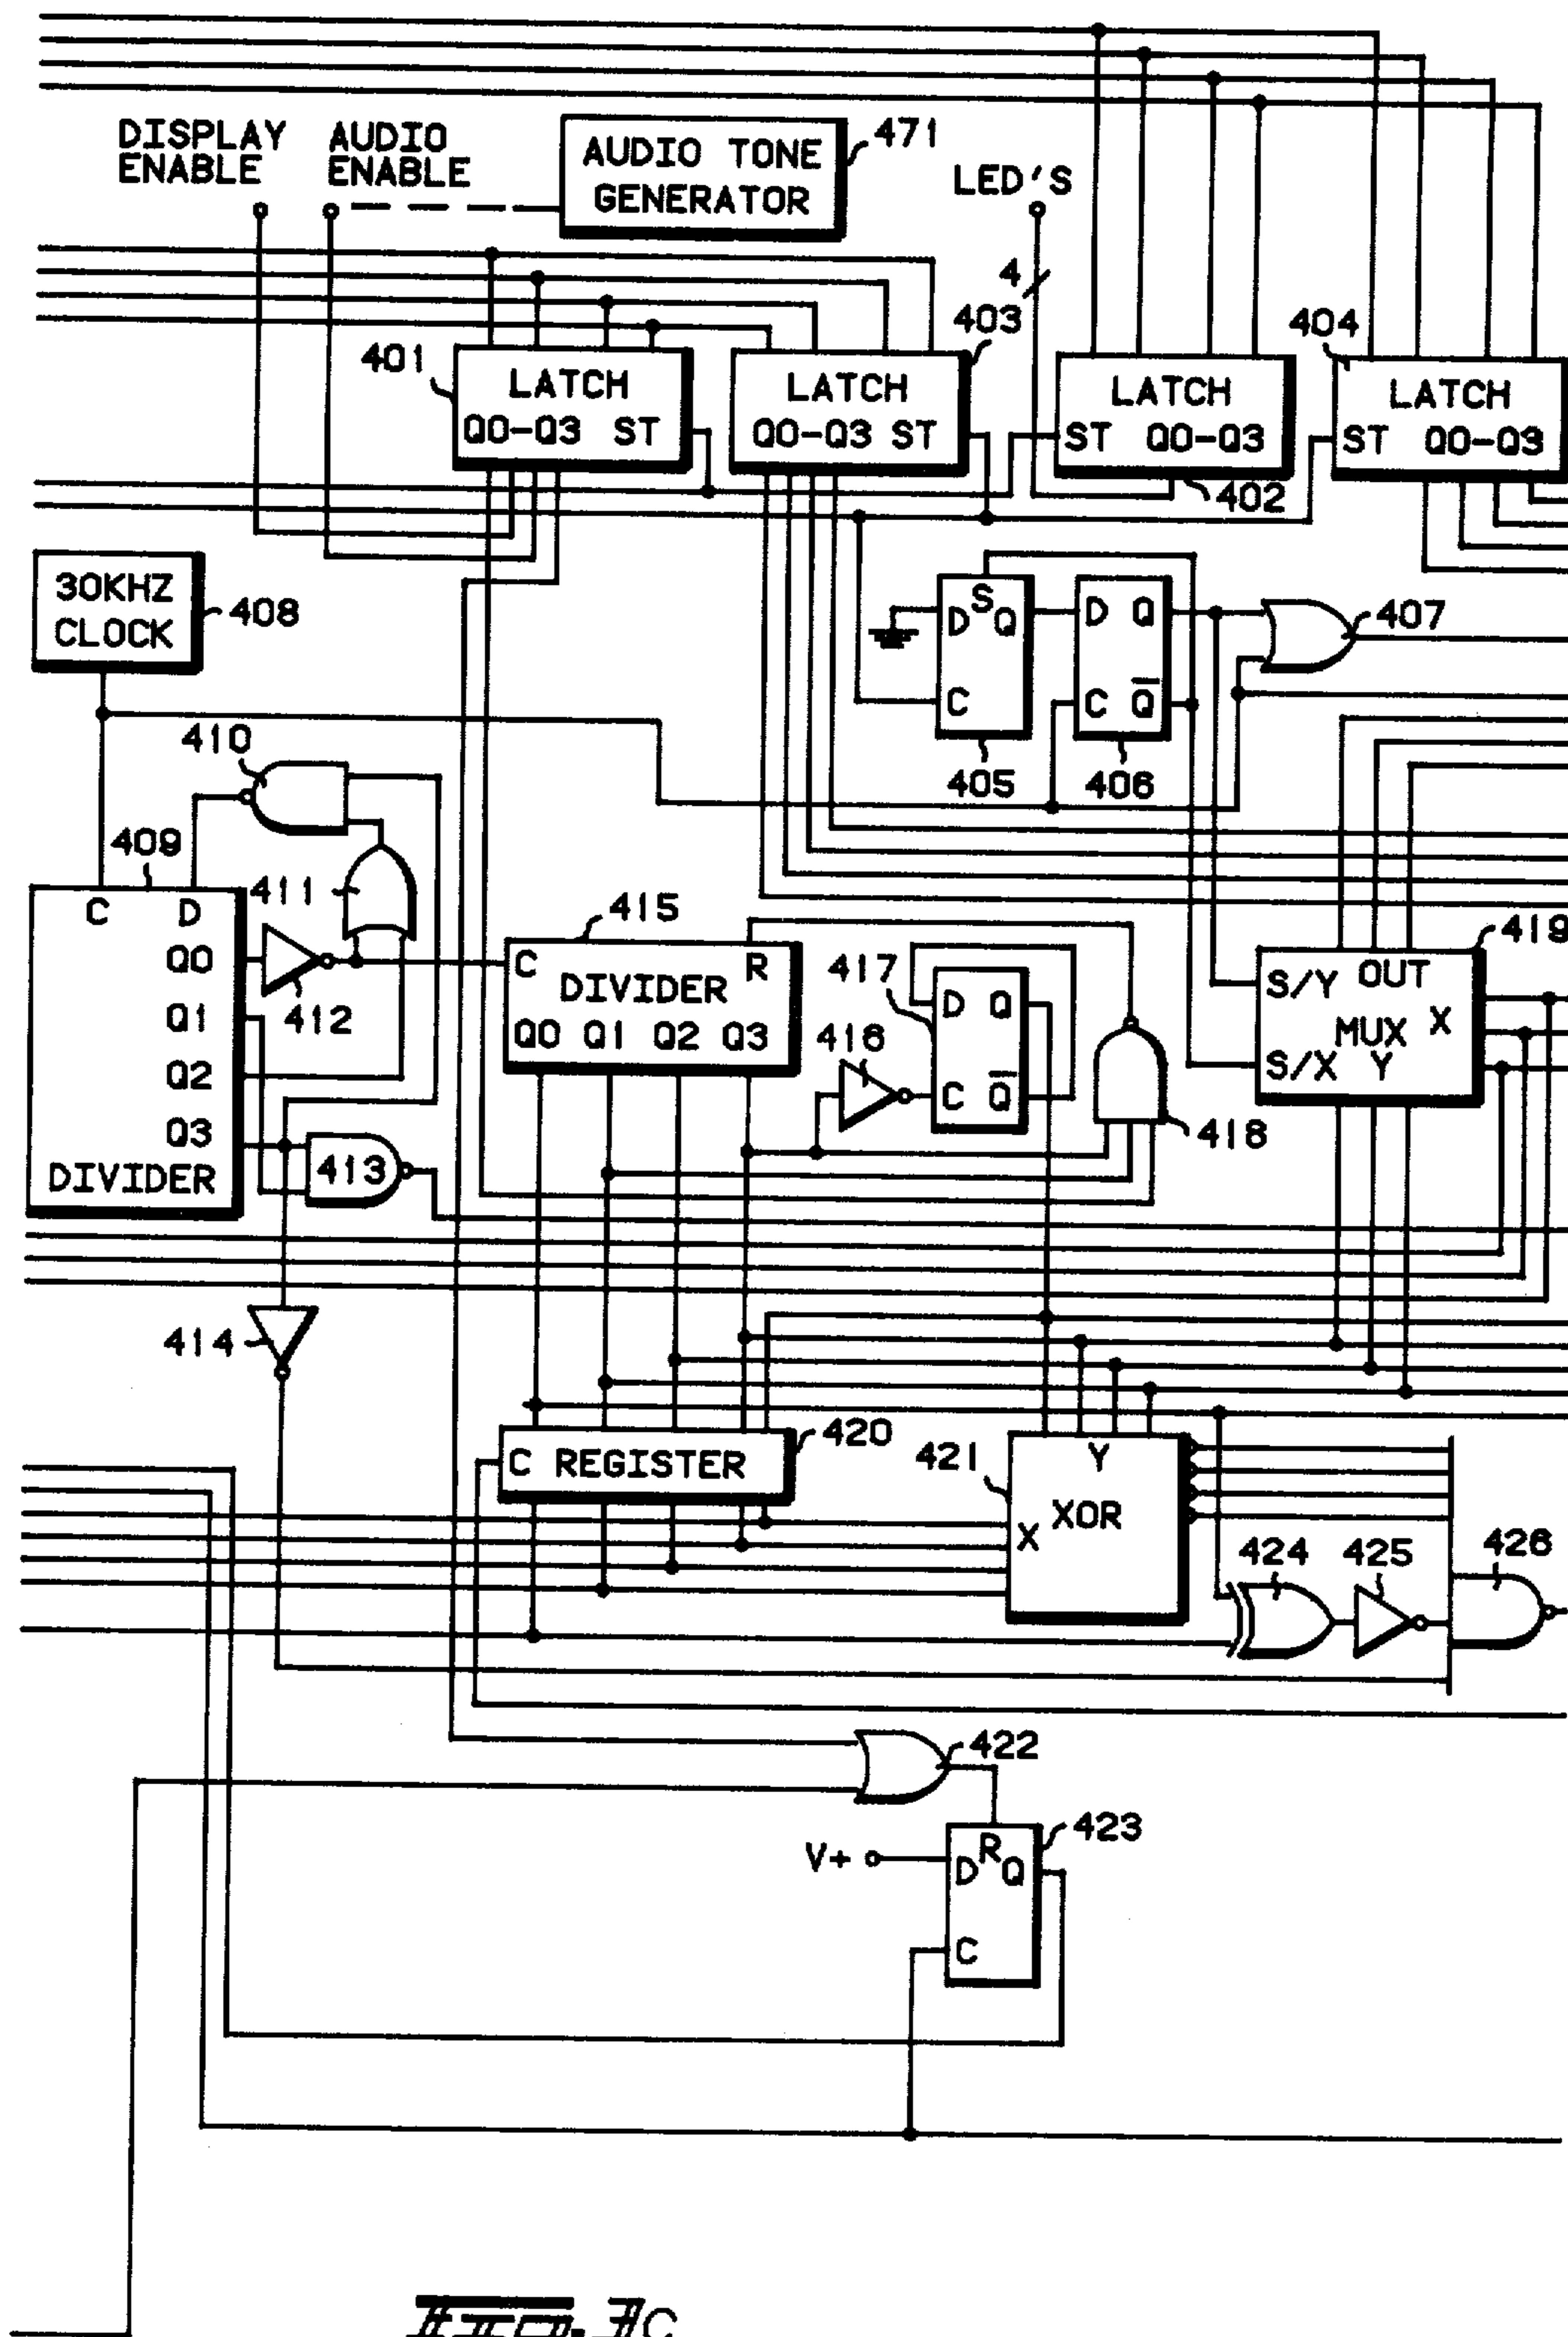 DISPLAY ENABLE
AUDIO ENABLE
AUDIO TONE GENERATOR
471
LED'S
4
401
LATCH
Q0-Q3 ST
403
LATCH
Q0-Q3 ST
LATCH
ST Q0-Q3
402
404
LATCH
ST Q0-Q3
30KHZ
CLOCK
408
D S Q
C
405
D Q
C Q̅
406
407
410
409
411
C D
Q0
Q1
Q2
Q3
DIVIDER
412
413
414
415
C R
DIVIDER
Q0 Q1 Q2 Q3
416
417
D Q
C Q̅
418
419
S/Y OUT
MUX X
S/X Y
C REGISTER
420
421
Y
X XOR
424
425
426
422
V+
D R Q
C
423